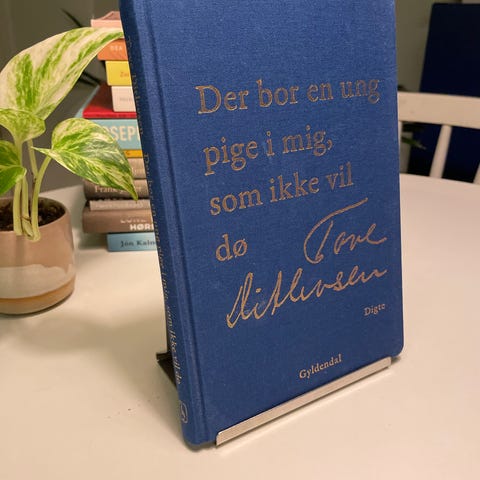 Der bor en ung
pige i mig,
som ikke vil
dø
Tove
Ditlevsen
Digte
Gyldendal